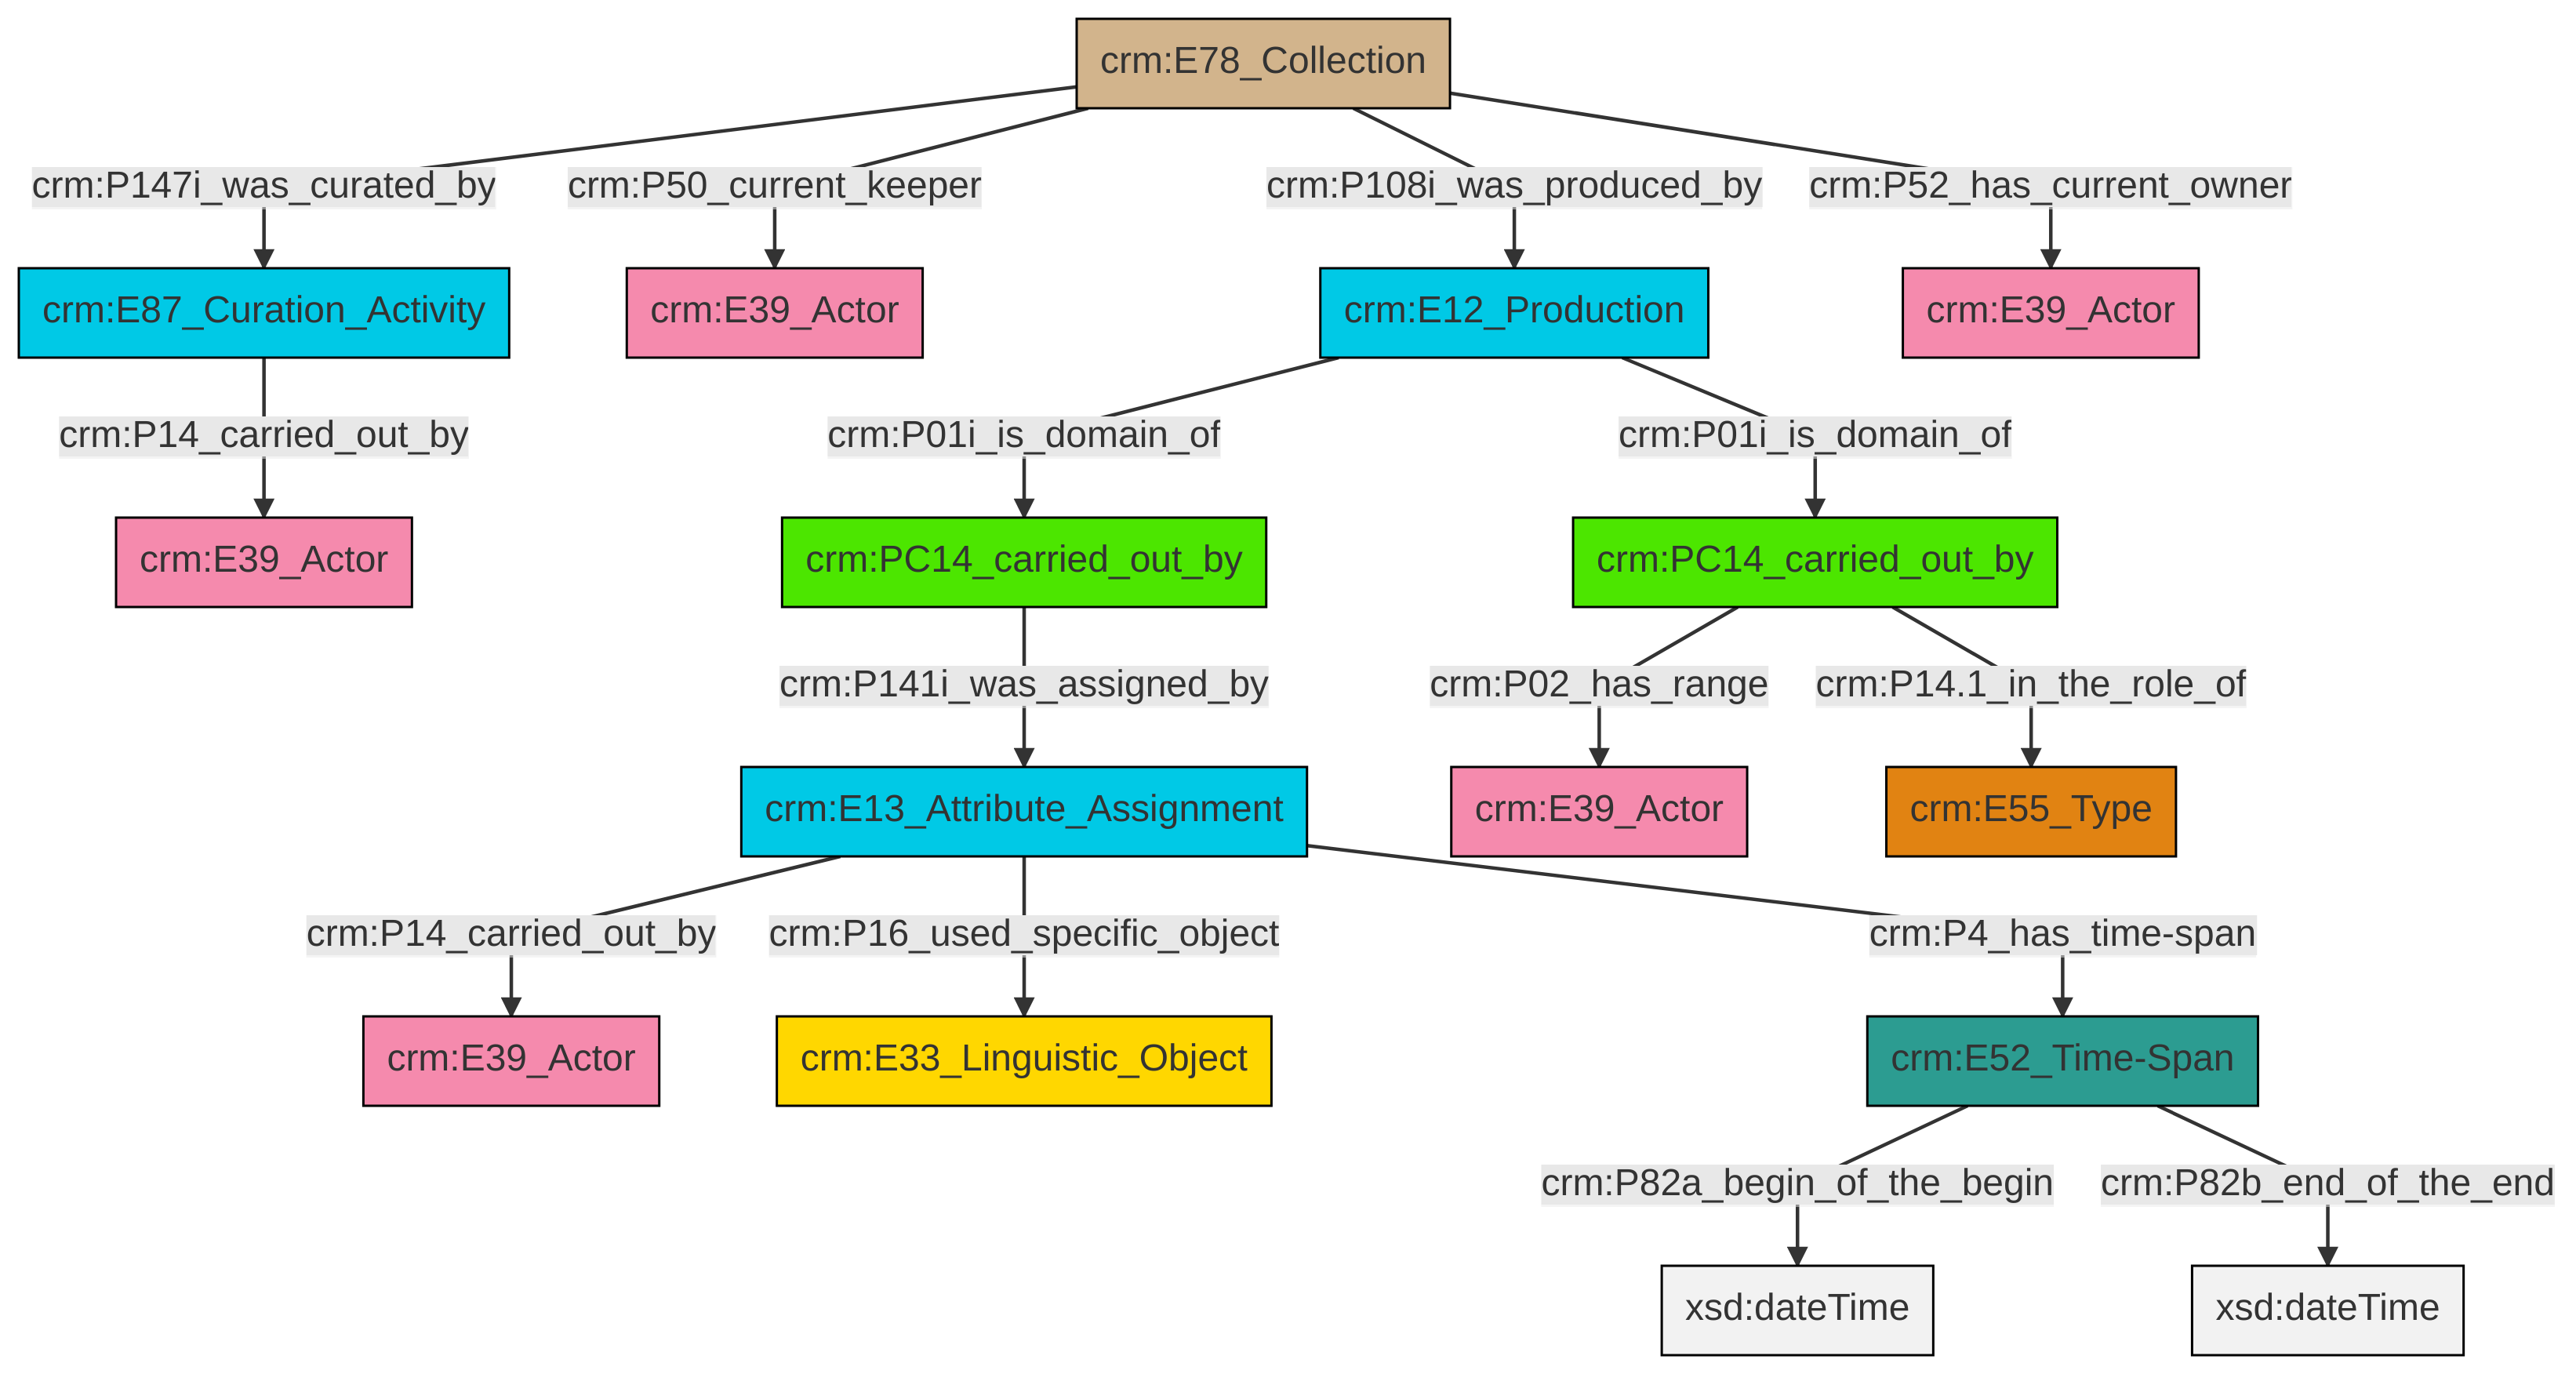 crm:E78_Collection
crm:P147i_was_curated_by
crm:P50_current_keeper
crm:P108i_was_produced_by
crm:P52_has_current_owner
crm:E87_Curation_Activity
crm:E39_Actor
crm:E12_Production
crm:E39_Actor
crm:P14_carried_out_by
crm:P01i_is_domain_of
crm:P01i_is_domain_of
crm:E39_Actor
crm:PC14_carried_out_by
crm:PC14_carried_out_by
crm:P141i_was_assigned_by
crm:P02_has_range
crm:P14.1_in_the_role_of
crm:E13_Attribute_Assignment
crm:E39_Actor
crm:E55_Type
crm:P14_carried_out_by
crm:P16_used_specific_object
crm:P4_has_time-span
crm:E39_Actor
crm:E33_Linguistic_Object
crm:E52_Time-Span
crm:P82a_begin_of_the_begin
crm:P82b_end_of_the_end
xsd:dateTime
xsd:dateTime